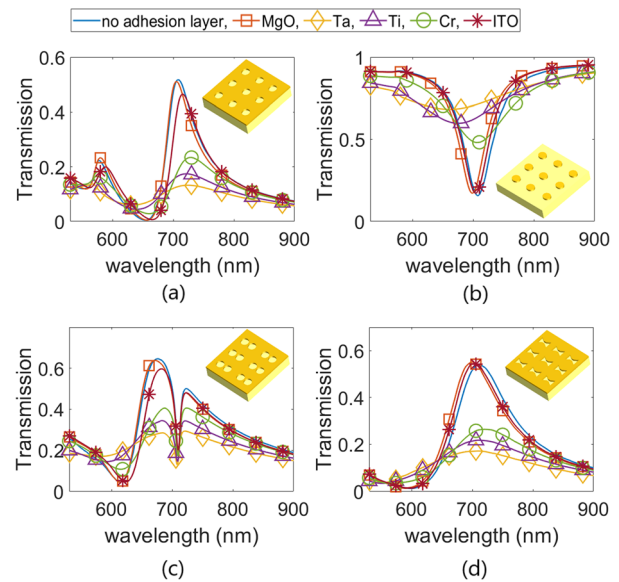 no adhesion layer, MgO, Ta, Ti, Cr, ITO
0.6
0.4
0.2
0
Transmission
600 700 800 900
wavelength (nm)
(a)
1
0.5
0
Transmission
600 700 800 900
wavelength (nm)
(b)
0.6
0.4
0.2
0
Transmission
600 700 800 900
wavelength (nm)
(c)
0.6
0.4
0.2
0
Transmission
600 700 800 900
wavelength (nm)
(d)